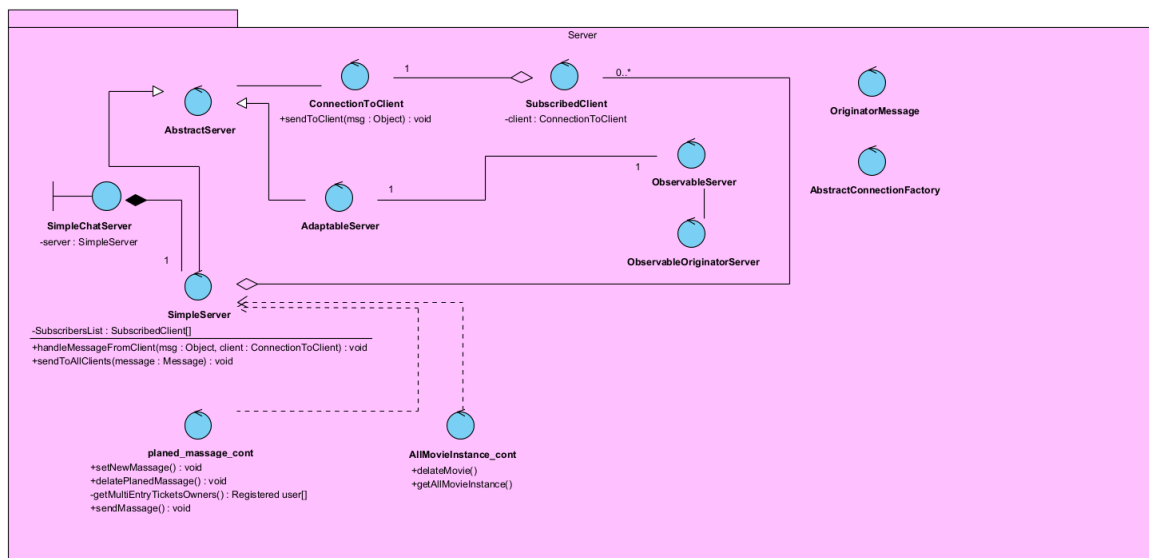 Server
1
0..*
ConnectionToClient
+sendToClient(msg : Object) : void
SubscribedClient
-client : ConnectionToClient
OriginatorMessage
AbstractServer
1
1
ObservableServer
AbstractConnectionFactory
SimpleChatServer
-server : SimpleServer
AdaptableServer
1
ObservableOriginatorServer
SimpleServer
-SubscribersList : SubscribedClient[]
+handleMessageFromClient(msg : Object, client : ConnectionToClient) : void
+sendToAllClients(message : Message) : void
planed_massage_cont
+setNewMassage() : void
+delatePlanedMassage() : void
-getMultiEntryTicketsOwners() : Registered user[]
+sendMassage() : void
AllMovieInstance_cont
+delateMovie()
+getAllMovieInstance()